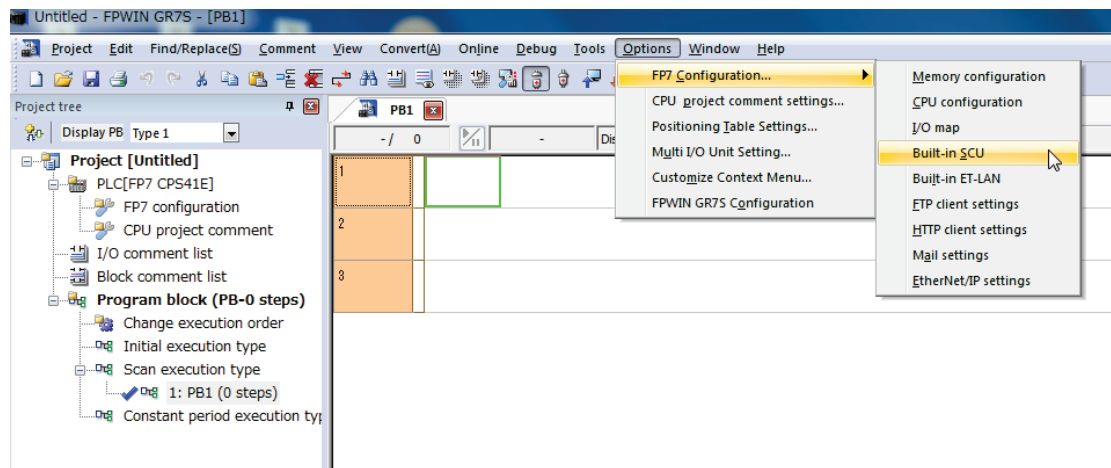 Untitled - FPWIN GR7S - [PB1]
Project Edit Find/Replace(S) Comment View Convert(A) Online Debug Tools Options Window Help
Project tree
Display PB Type 1
Project [Untitled]
PLC[FP7 CPS41E]
FP7 configuration
CPU project comment
I/O comment list
Block comment list
Program block (PB-0 steps)
Change execution order
Initial execution type
Scan execution type
1: PB1 (0 steps)
Constant period execution typ
PB1
- / 0 - Dis
1
2
3
FP7 Configuration...
CPU project comment settings...
Positioning Table Settings...
Multi I/O Unit Setting...
Customize Context Menu...
FPWIN GR7S Configuration
Memory configuration
CPU configuration
I/O map
Built-in SCU
Built-in ET-LAN
FTP client settings
HTTP client settings
Mail settings
EtherNet/IP settings